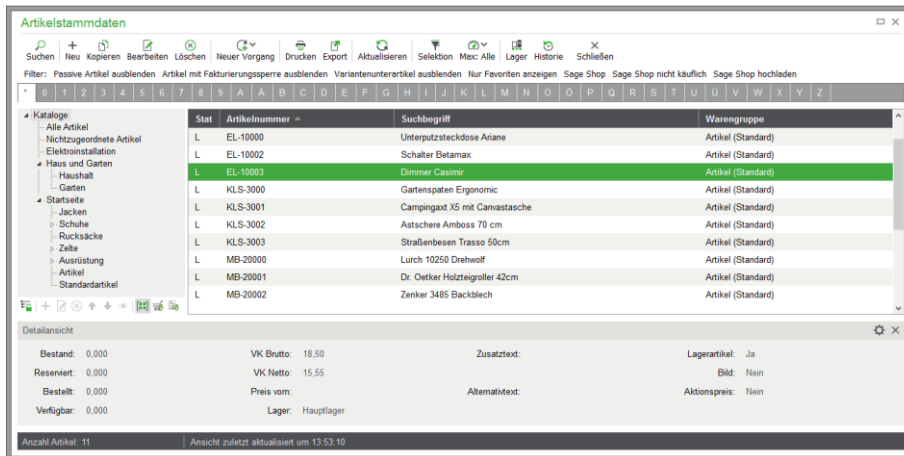 Artikelstammdaten
Suchen Neu Kopieren Bearbeiten Löschen Neuer Vorgang Drucken Export Aktualisieren Selektion Max: Alle Lager Historie Schließen
Filter: Passive Artikel ausblenden Artikel mit Fakturierungssperre ausblenden Variantenunterartikel ausblenden Nur Favoriten anzeigen Sage Shop Sage Shop nicht käuflich Sage Shop hochladen
* 0 1 2 3 4 5 6 7 8 9 A Ä B C D E F G H I J K L M N O Ö P Q R S T U Ü V W X Y Z
Kataloge
Alle Artikel
Nichtzugeordnete Artikel
Elektroinstallation
Haus und Garten
Haushalt
Garten
Startseite
Jacken
Schuhe
Rucksäcke
Zelte
Ausrüstung
Artikel
Standardartikel
Stat Artikelnummer Suchbegriff Warengruppe
L EL-10000 Unterputzsteckdose Ariane Artikel (Standard)
L EL-10002 Schalter Betamax Artikel (Standard)
L EL-10003 Dimmer Casimir Artikel (Standard)
L KLS-3000 Gartenspaten Ergonomic Artikel (Standard)
L KLS-3001 Campingaxt X5 mit Canvastasche Artikel (Standard)
L KLS-3002 Astschere Amboss 70 cm Artikel (Standard)
L KLS-3003 Straßenbesen Trasso 50cm Artikel (Standard)
L MB-20000 Lurch 10250 Drehwolf Artikel (Standard)
L MB-20001 Dr. Oetker Holzteigroller 42cm Artikel (Standard)
L MB-20002 Zenker 3485 Backblech Artikel (Standard)
Detailansicht
Bestand: 0,000 VK Brutto: 18,50 Zusatztext: Lagerartikel: Ja
Reserviert: 0,000 VK Netto: 15,55 Bild: Nein
Bestellt: 0,000 Preis vom: Alternativtext: Aktionspreis: Nein
Verfügbar: 0,000 Lager: Hauptlager
Anzahl Artikel: 11 Ansicht zuletzt aktualisiert um 13:53:10